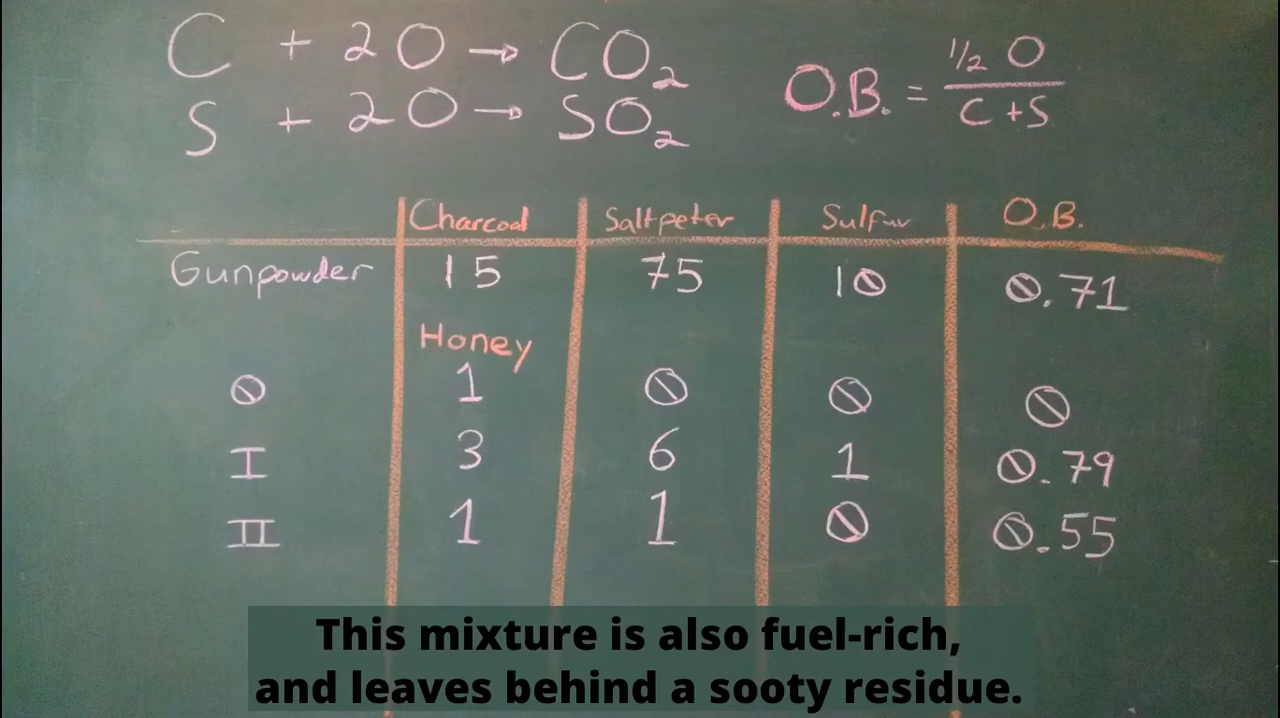 C + 2O → CO₂
S + 2O → SO₂
O.B. = ½ O / C + S
Charcoal Saltpeter Sulfur O.B.
Gunpowder 15 75 10 0.71
Honey
0 1 0 0 0
I 3 6 1 0.79
II 1 1 0 0.55
This mixture is also fuel-rich,
and leaves behind a sooty residue.